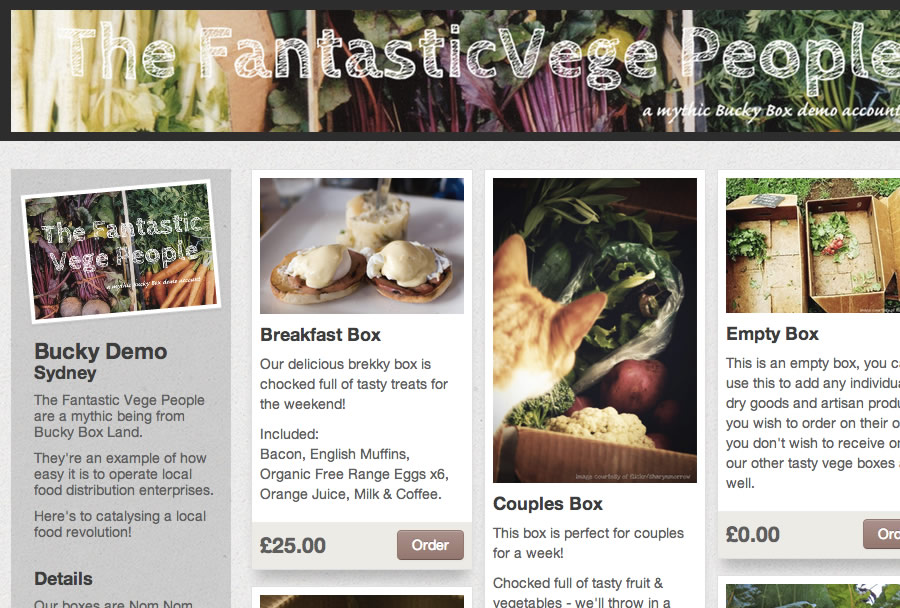 The FantasticVege People
a mythic Bucky Box demo account
The Fantastic
Vege People
a mythic Bucky Box demo account
Bucky Demo
Sydney
The Fantastic Vege People
are a mythic being from
Bucky Box Land.
They're an example of how
easy it is to operate local
food distribution enterprises.
Here's to catalysing a local
food revolution!
Details
Our boxes are Nom Nom
Breakfast Box
Our delicious brekky box is
chocked full of tasty treats for
the weekend!
Included:
Bacon, English Muffins,
Organic Free Range Eggs x6,
Orange Juice, Milk & Coffee.
£25.00
Order
image courtesy of flickr/sherynmorrow
Couples Box
This box is perfect for couples
for a week!
Chocked full of tasty fruit &
vegetables - we'll throw in a
Empty Box
This is an empty box, you
use this to add any
dry goods and artisan
you wish to order on their
you don't wish to receive
our other tasty vege boxes
well.
£0.00